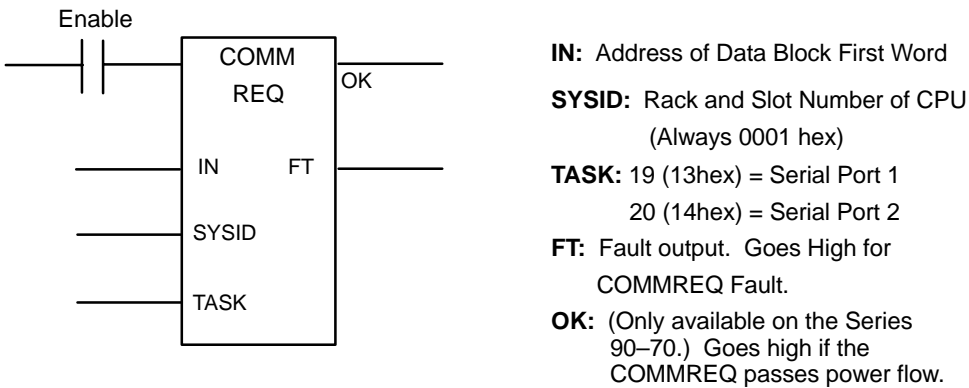 Enable
COMM
REQ
OK
IN
FT
SYSID
TASK
IN: Address of Data Block First Word
SYSID: Rack and Slot Number of CPU
(Always 0001 hex)
TASK: 19 (13hex) = Serial Port 1
20 (14hex) = Serial Port 2
FT: Fault output. Goes High for
COMMREQ Fault.
OK: (Only available on the Series
90–70.) Goes high if the
COMMREQ passes power flow.